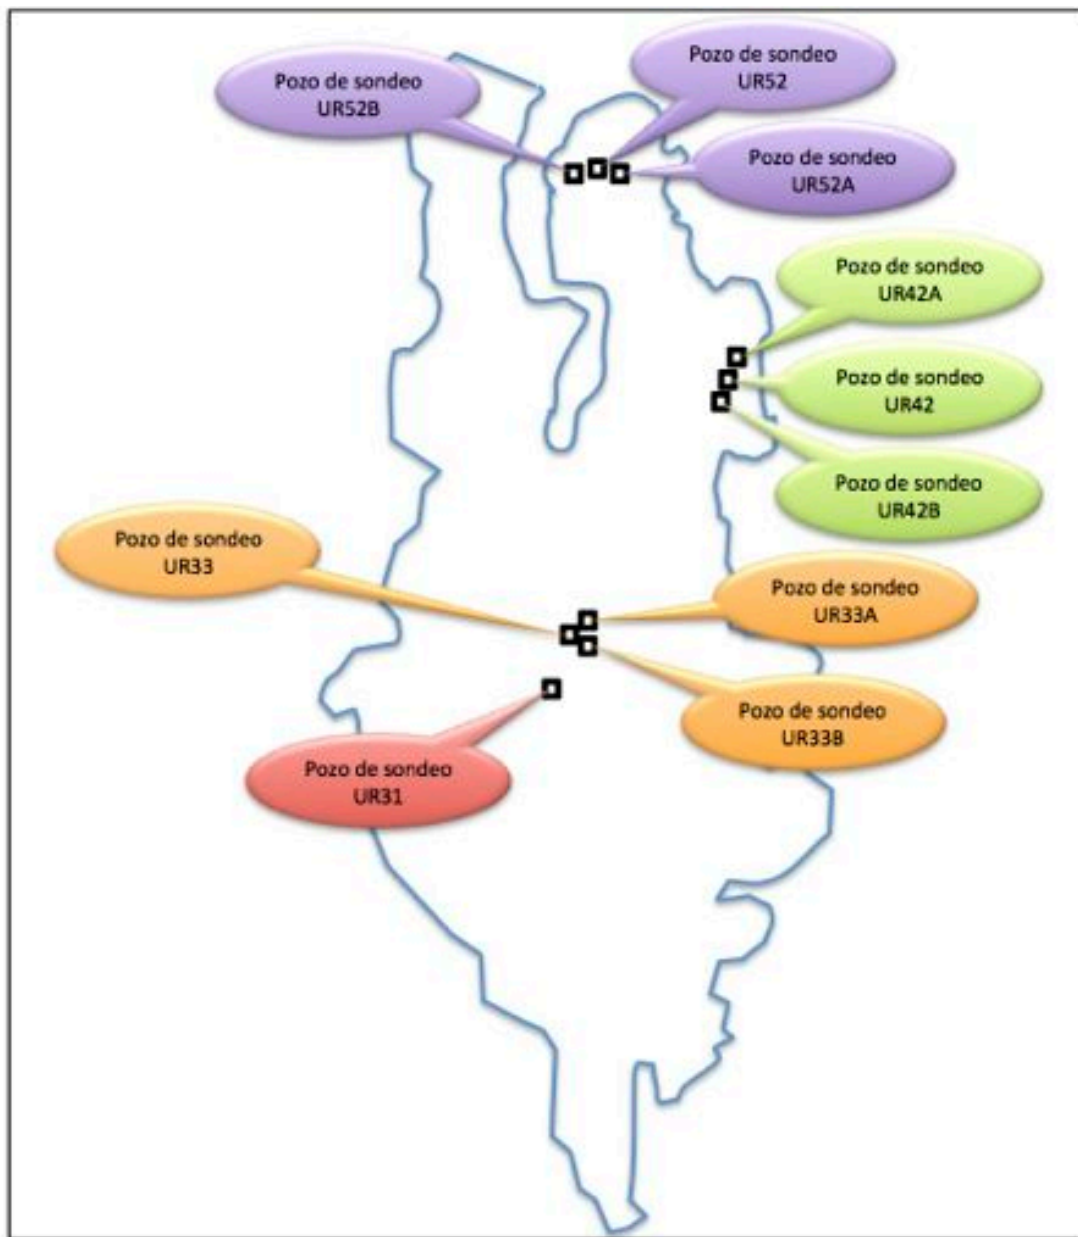 Pozo de sondeo
UR52
Pozo de sondeo
UR52B
Pozo de sondeo
UR52A
Pozo de sondeo
UR42A
Pozo de sondeo
UR42
Pozo de sondeo
UR42B
Pozo de sondeo
UR33
Pozo de sondeo
UR33A
Pozo de sondeo
UR33B
Pozo de sondeo
UR31